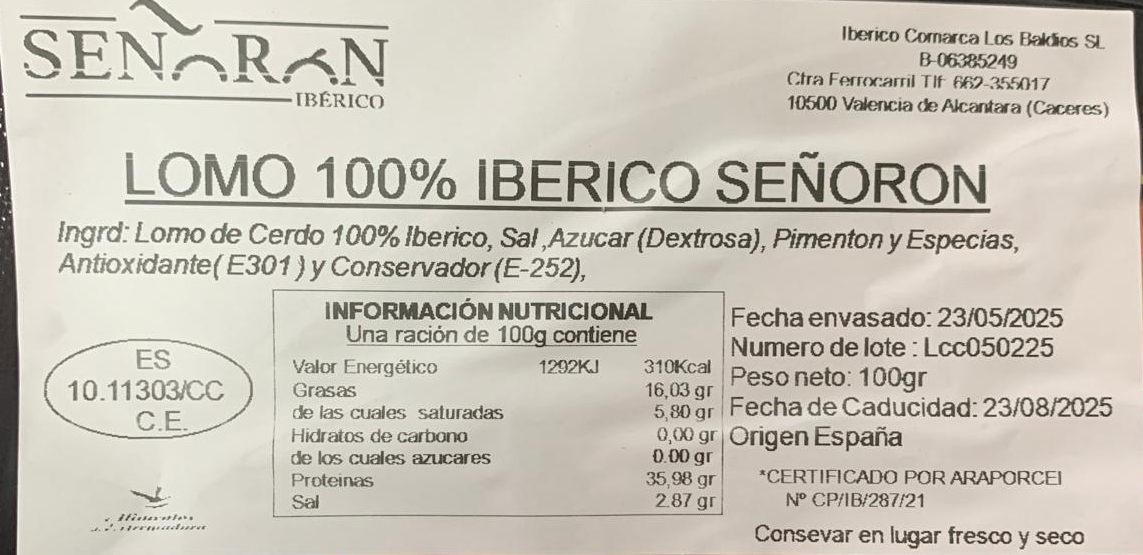 SEÑORÓN
IBÉRICO
Iberico Comarca Los Baldios SL
B-06385249
Ctra Ferrocarril Tlf 662-355017
10500 Valencia de Alcantara (Caceres)
LOMO 100% IBERICO SEÑORON
Ingrd: Lomo de Cerdo 100% Iberico, Sal ,Azucar (Dextrosa), Pimenton y Especias,
Antioxidante( E301 ) y Conservador (E-252),
ES
10.11303/CC
C.E.
INFORMACIÓN NUTRICIONAL
Una ración de 100g contiene
Valor Energético 1292KJ 310Kcal
Grasas 16,03 gr
de las cuales saturadas 5,80 gr
Hidratos de carbono 0,00 gr
de los cuales azucares 0.00 gr
Proteinas 35,98 gr
Sal 2.87 gr
Fecha envasado: 23/05/2025
Numero de lote : Lcc050225
Peso neto: 100gr
Fecha de Caducidad: 23/08/2025
Origen España
*CERTIFICADO POR ARAPORCEI
Nº CP/IB/287/21
Consevar en lugar fresco y seco